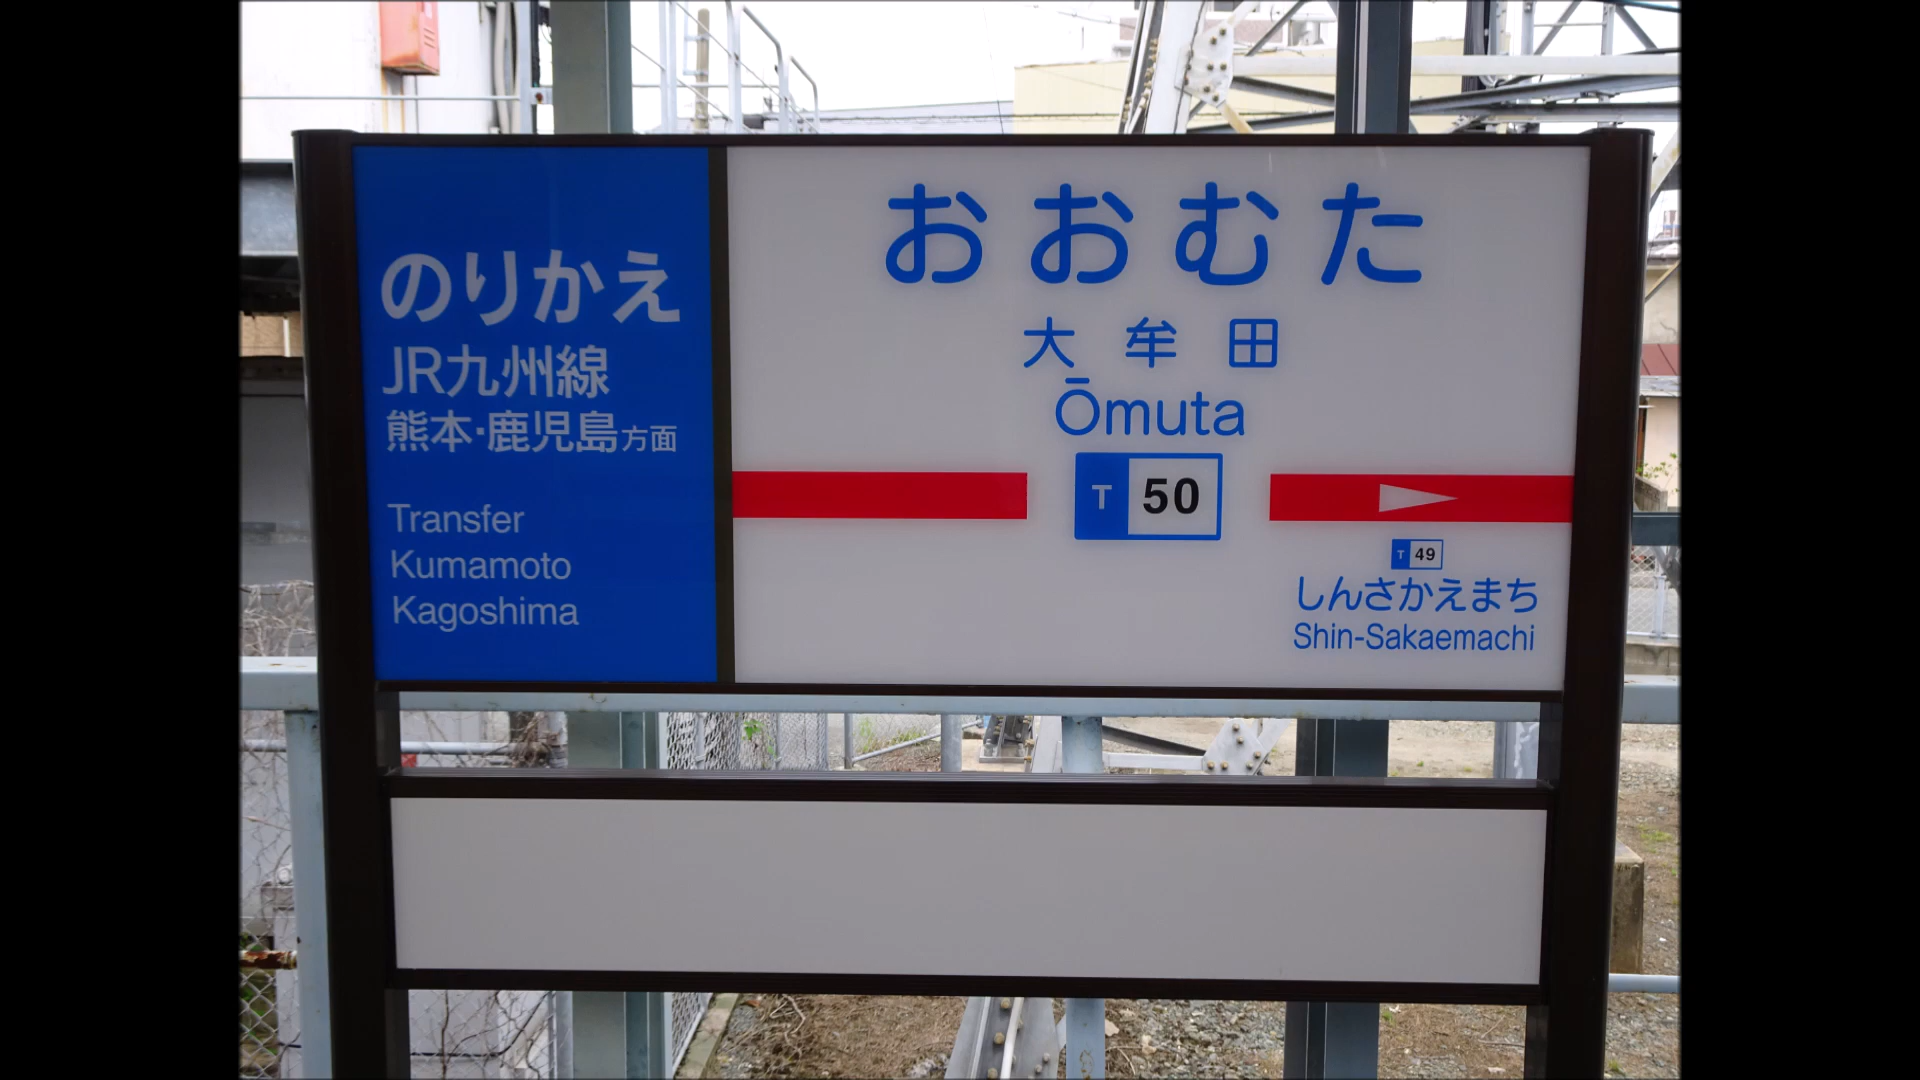 のりかえ
JR九州線
熊本・鹿児島方面
Transfer
Kumamoto
Kagoshima
おおむた
大牟田
Ōmuta
T 50
T 49
しんさかえまち
Shin-Sakaemachi